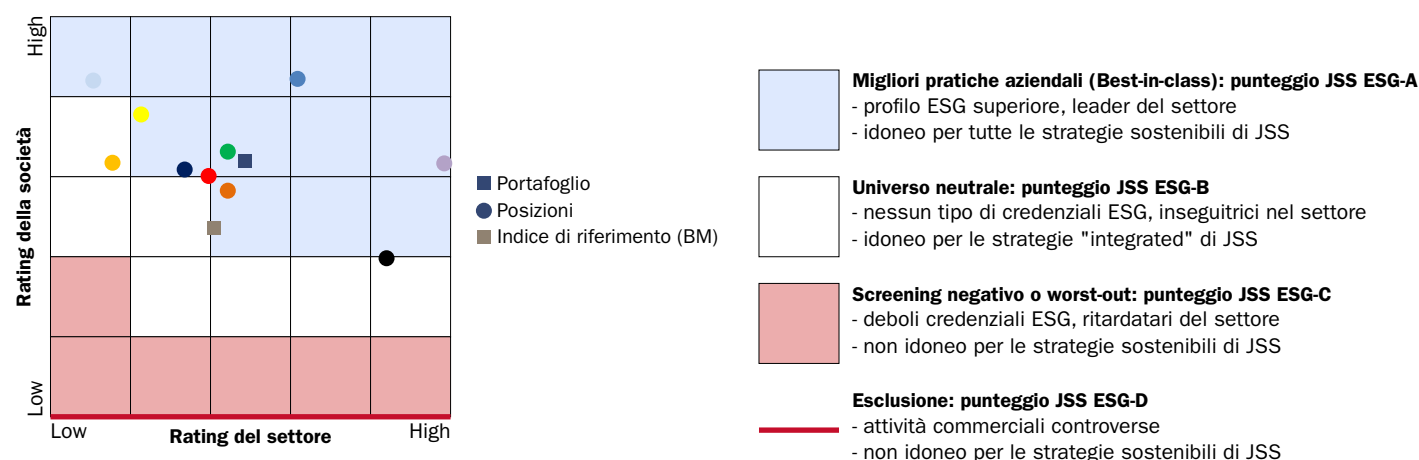 High
Rating della società
Low
Low
Rating del settore
High
Portafoglio
Posizioni
Indice di riferimento (BM)
Migliori pratiche aziendali (Best-in-class): punteggio JSS ESG-A
- profilo ESG superiore, leader del settore
- idoneo per tutte le strategie sostenibili di JSS
Universo neutrale: punteggio JSS ESG-B
- nessun tipo di credenziali ESG, inseguitrici nel settore
- idoneo per le strategie "integrated" di JSS
Screening negativo o worst-out: punteggio JSS ESG-C
- deboli credenziali ESG, ritardatari del settore
- non idoneo per le strategie sostenibili di JSS
Esclusione: punteggio JSS ESG-D
- attività commerciali controverse
- non idoneo per le strategie sostenibili di JSS